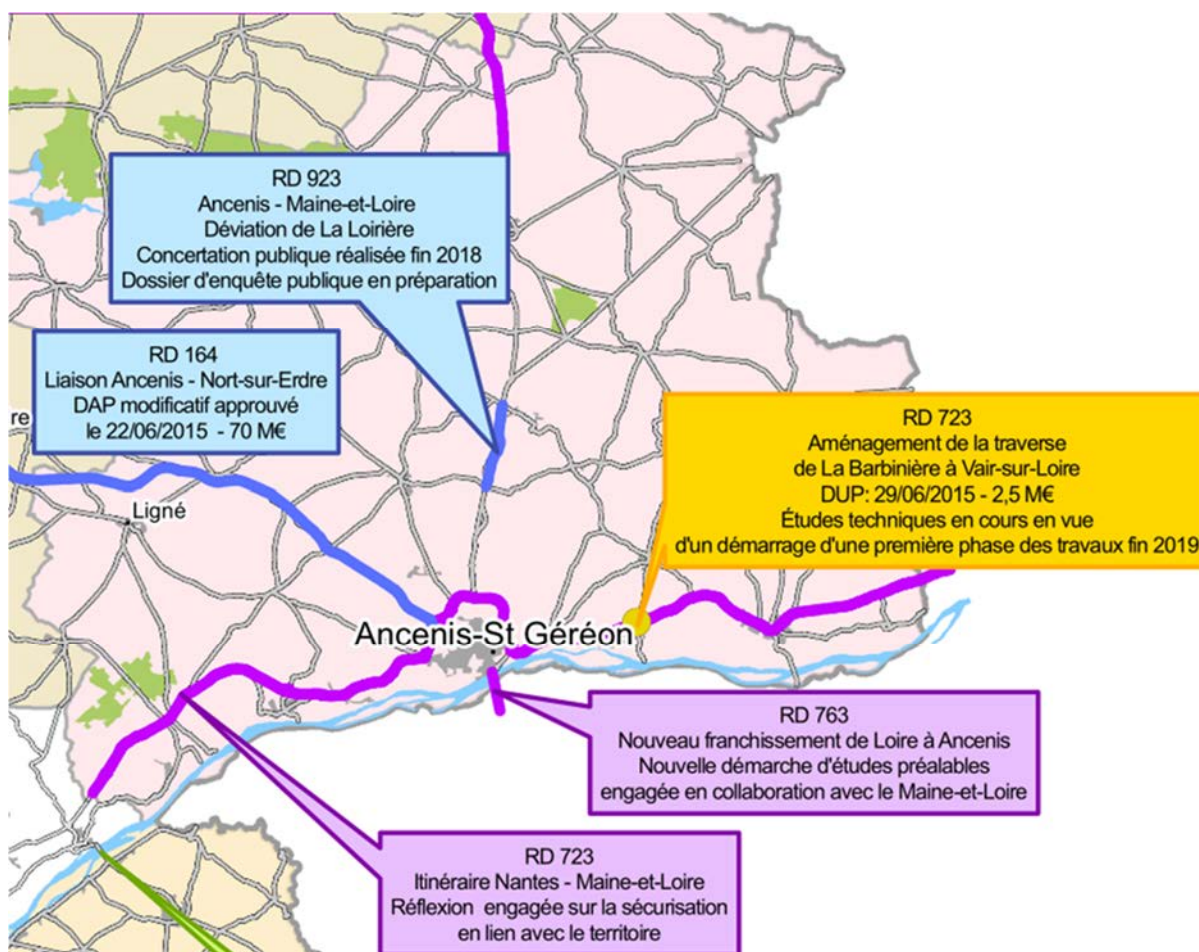 RD 923
Ancenis - Maine-et-Loire
Déviation de La Loirière
Concertation publique réalisée fin 2018
Dossier d'enquête publique en préparation
RD 164
Liaison Ancenis - Nort-sur-Erdre
DAP modificatif approuvé
le 22/06/2015 - 70 M€
re
RD 723
Aménagement de la traverse
de La Barbinière à Vair-sur-Loire
DUP: 29/06/2015 - 2,5 M€
Études techniques en cours en vue
d'un démarrage d'une première phase des travaux fin 2019
Ligné
Ancenis-St Géréon
RD 763
Nouveau franchissement de Loire à Ancenis
Nouvelle démarche d'études préalables
engagée en collaboration avec le Maine-et-Loire
RD 723
Itinéraire Nantes - Maine-et-Loire
Réflexion engagée sur la sécurisation
en lien avec le territoire